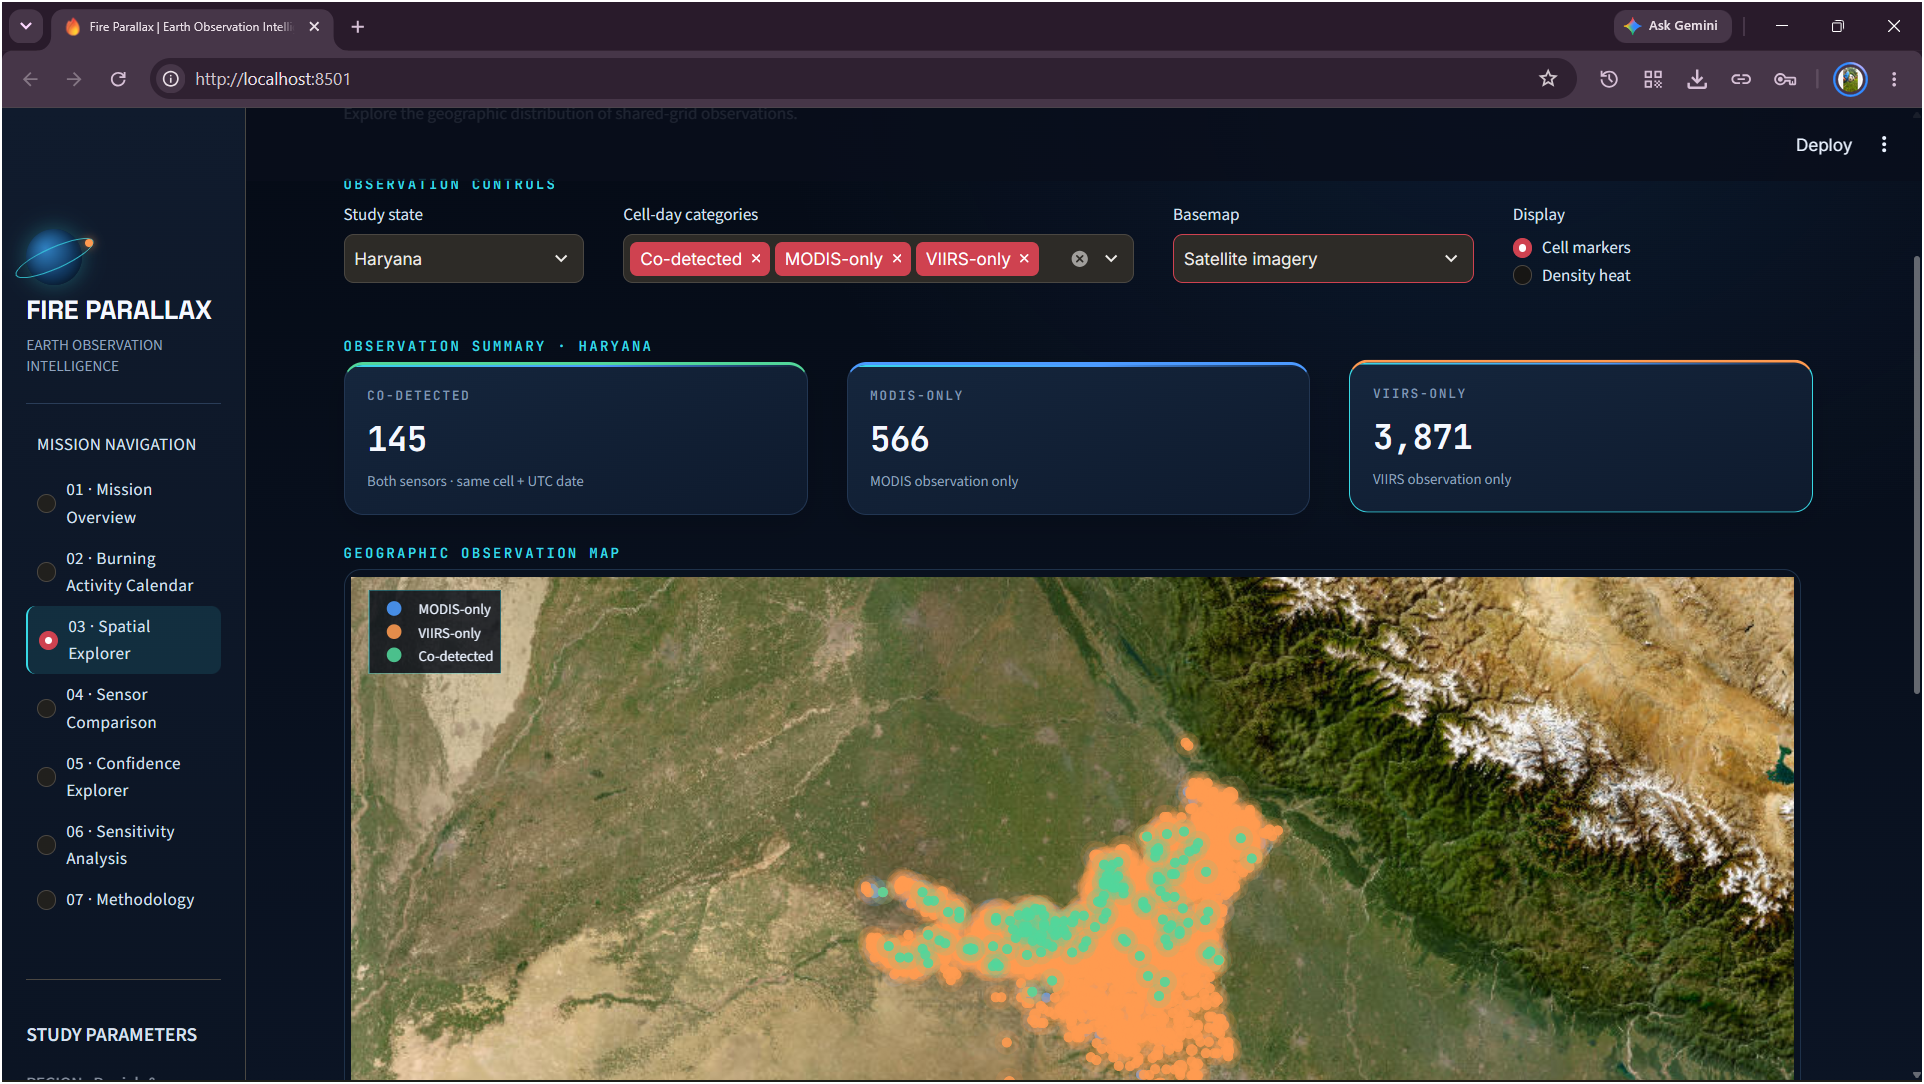 Fire Parallax | Earth Observation Intelli
Ask Gemini
http://localhost:8501
Deploy
FIRE PARALLAX
EARTH OBSERVATION
INTELLIGENCE
MISSION NAVIGATION
01 · Mission
Overview
02 · Burning
Activity Calendar
03 · Spatial
Explorer
04 · Sensor
Comparison
05 · Confidence
Explorer
06 · Sensitivity
Analysis
07 · Methodology
STUDY PARAMETERS
Explore the geographic distribution of shared-grid observations.
OBSERVATION CONTROLS
Study state
Haryana
Cell-day categories
Co-detected
MODIS-only
VIIRS-only
Basemap
Satellite imagery
Display
Cell markers
Density heat
OBSERVATION SUMMARY · HARYANA
CO-DETECTED
145
Both sensors · same cell + UTC date
MODIS-ONLY
566
MODIS observation only
VIIRS-ONLY
3,871
VIIRS observation only
GEOGRAPHIC OBSERVATION MAP
MODIS-only
VIIRS-only
Co-detected